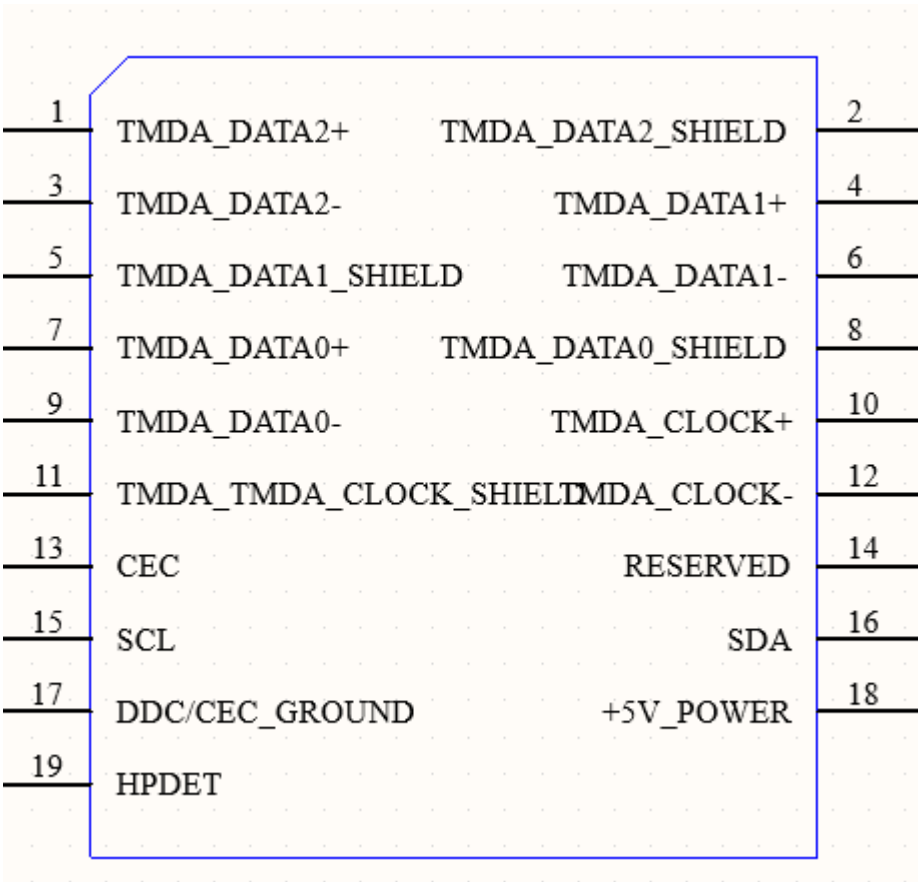 1 TMDA_DATA2+ TMDA_DATA2_SHIELD 2
3 TMDA_DATA2- TMDA_DATA1+ 4
5 TMDA_DATA1_SHIELD TMDA_DATA1- 6
7 TMDA_DATA0+ TMDA_DATA0_SHIELD 8
9 TMDA_DATA0- TMDA_CLOCK+ 10
11 TMDA_TMDA_CLOCK_SHIELD TMDA_CLOCK- 12
13 CEC RESERVED 14
15 SCL SDA 16
17 DDC/CEC_GROUND +5V_POWER 18
19 HPDET